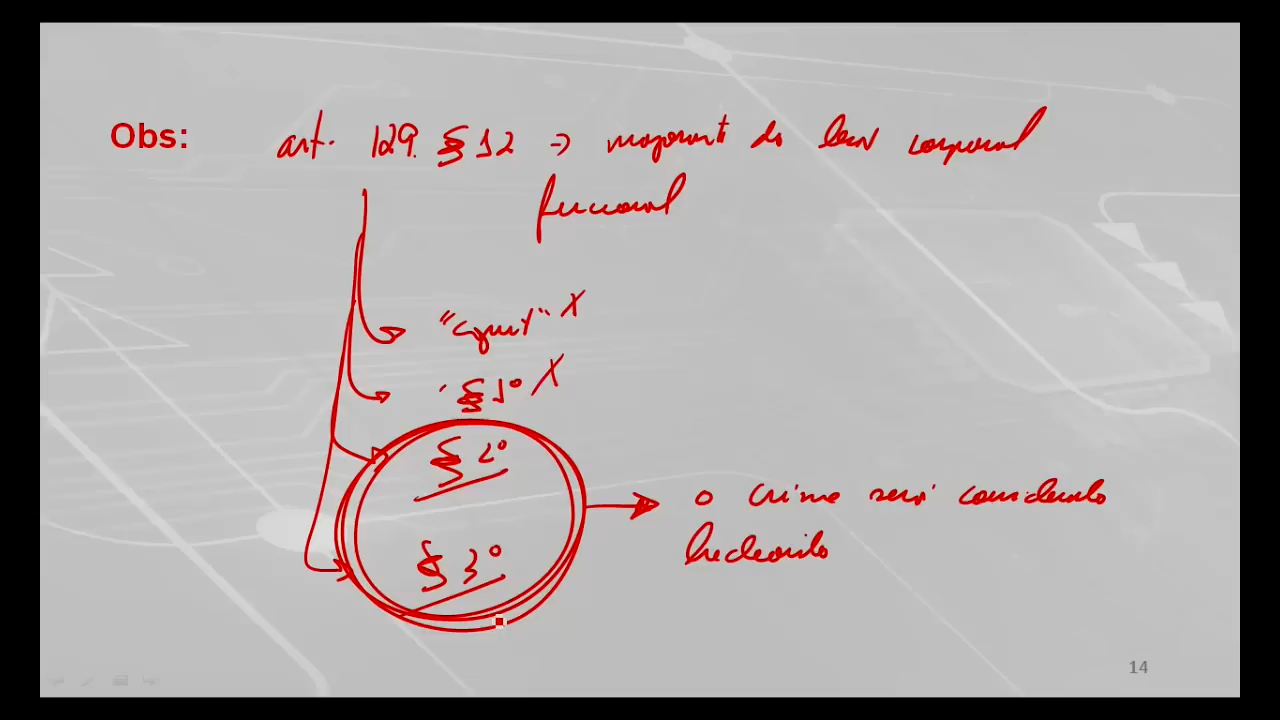 Obs: art. 129 § 12 → majorante da lesão corporal
funcional
"caput" X
§ 1º X
§ 2º
§ 3º
o crime será considerado
hediondo
14